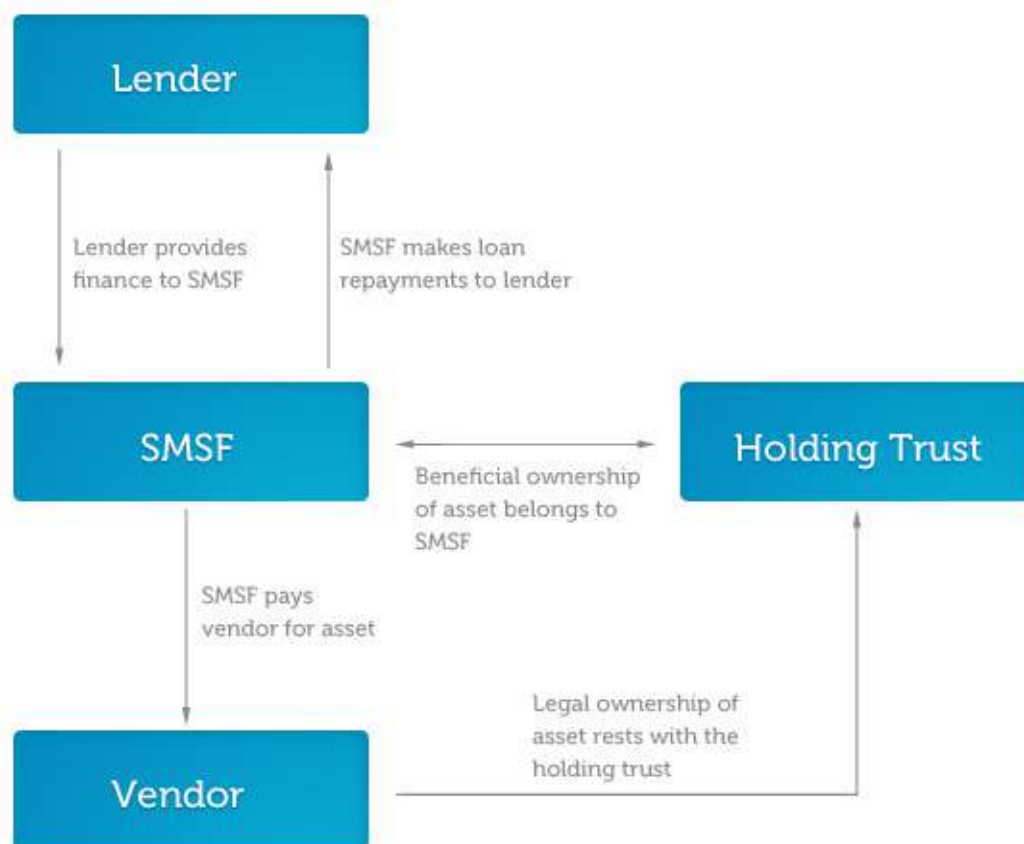 Lender
Lender provides
finance to SMSF
SMSF makes loan
repayments to lender
SMSF
Holding Trust
Beneficial ownership
of asset belongs to
SMSF
SMSF pays
vendor for asset
Legal ownership of
asset rests with the
holding trust
Vendor